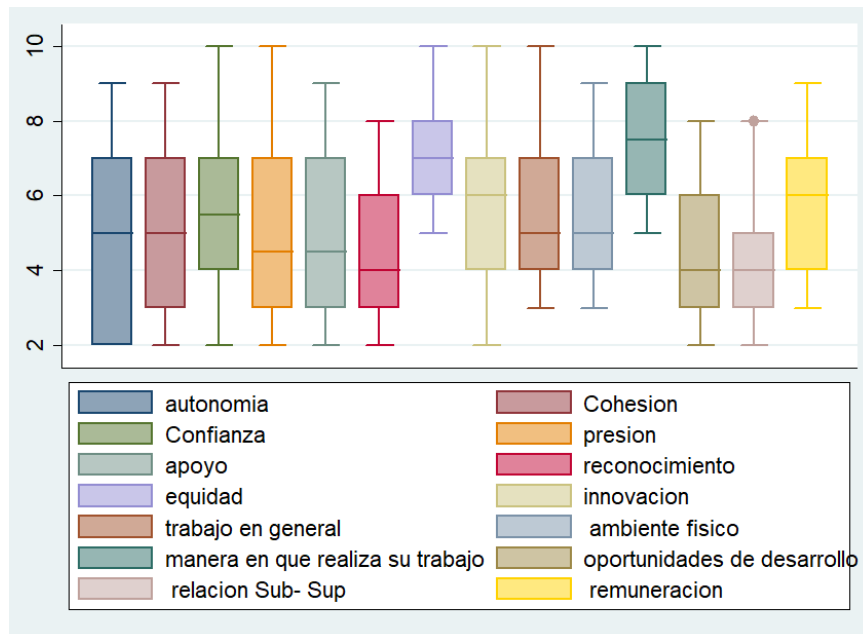 10
8
6
4
2
autonomia Cohesion
Confianza presion
apoyo reconocimiento
equidad innovacion
trabajo en general ambiente fisico
manera en que realiza su trabajo oportunidades de desarrollo
relacion Sub- Sup remuneracion